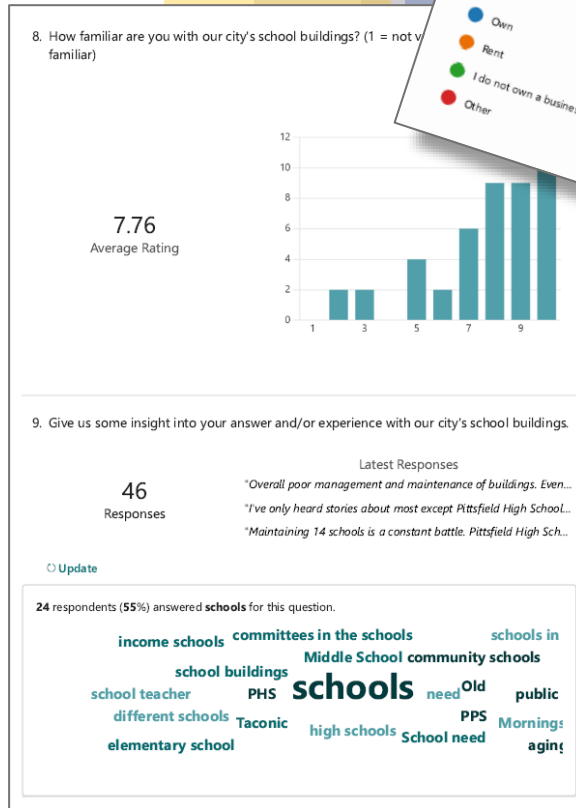 8. How familiar are you with our city's school buildings? (1 = not
familiar)
Own
Rent
I do not own a
Other
12
10
8
6
4
2
0
1 3 5 7 9
7.76
Average Rating
9. Give us some insight into your answer and/or experience with our city's school buildings.
46
Responses
Latest Responses
"Overall poor management and maintenance of buildings. Even...
"I've only heard stories about most except Pittsfield High School...
"Maintaining 14 schools is a constant battle. Pittsfield High Sch...
Update
24 respondents (55%) answered schools for this question.
income schools committees in the schools schools in
Middle School community schools
school buildings
school teacher PHS schools need Old public
different schools Taconic high schools PPS Mornings
elementary school School need aging